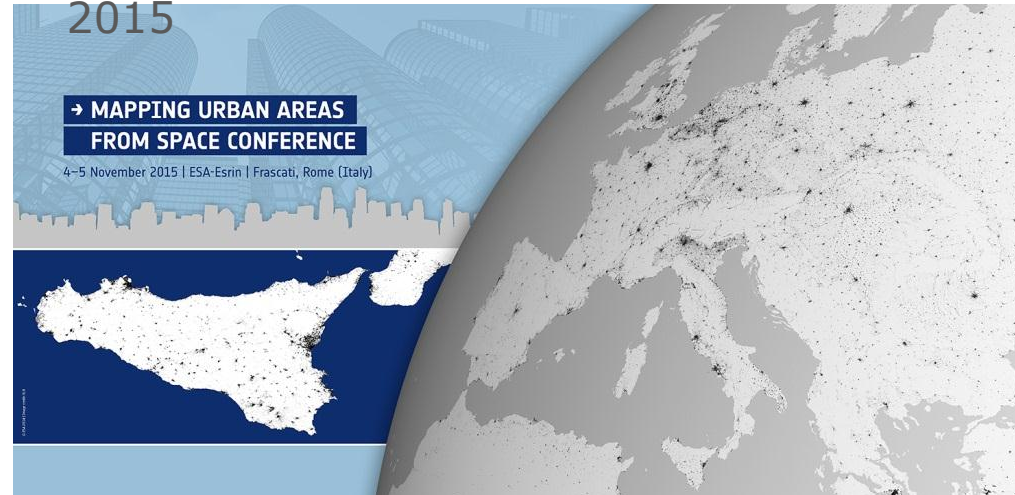 2015
→ MAPPING URBAN AREAS
FROM SPACE CONFERENCE
4–5 November 2015 | ESA-Esrin | Frascati, Rome (Italy)